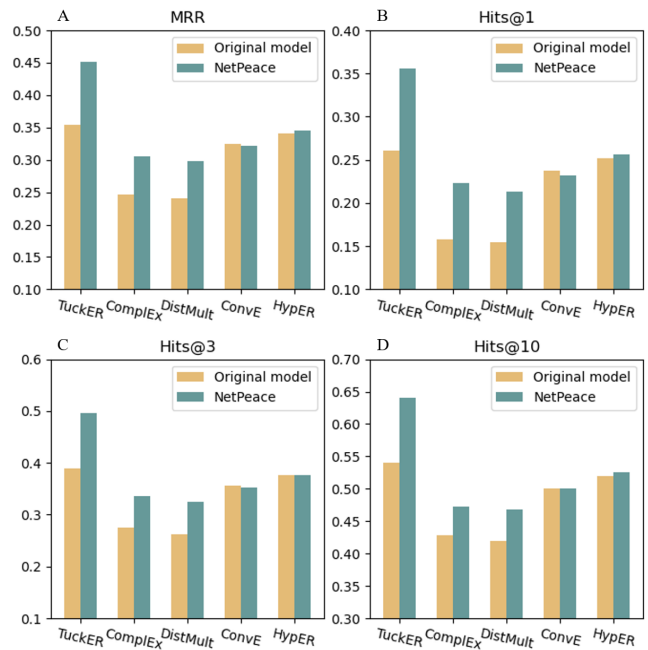 A
MRR
Original model
NetPeace
0.50
0.45
0.40
0.35
0.30
0.25
0.20
0.15
0.10
TuckER
ComplEx
DistMult
ConvE
HypER
B
Hits@1
Original model
NetPeace
0.40
0.35
0.30
0.25
0.20
0.15
0.10
TuckER
ComplEx
DistMult
ConvE
HypER
C
Hits@3
Original model
NetPeace
0.6
0.5
0.4
0.3
0.2
0.1
TuckER
ComplEx
DistMult
ConvE
HypER
D
Hits@10
Original model
NetPeace
0.70
0.65
0.60
0.55
0.50
0.45
0.40
0.35
0.30
TuckER
ComplEx
DistMult
ConvE
HypER